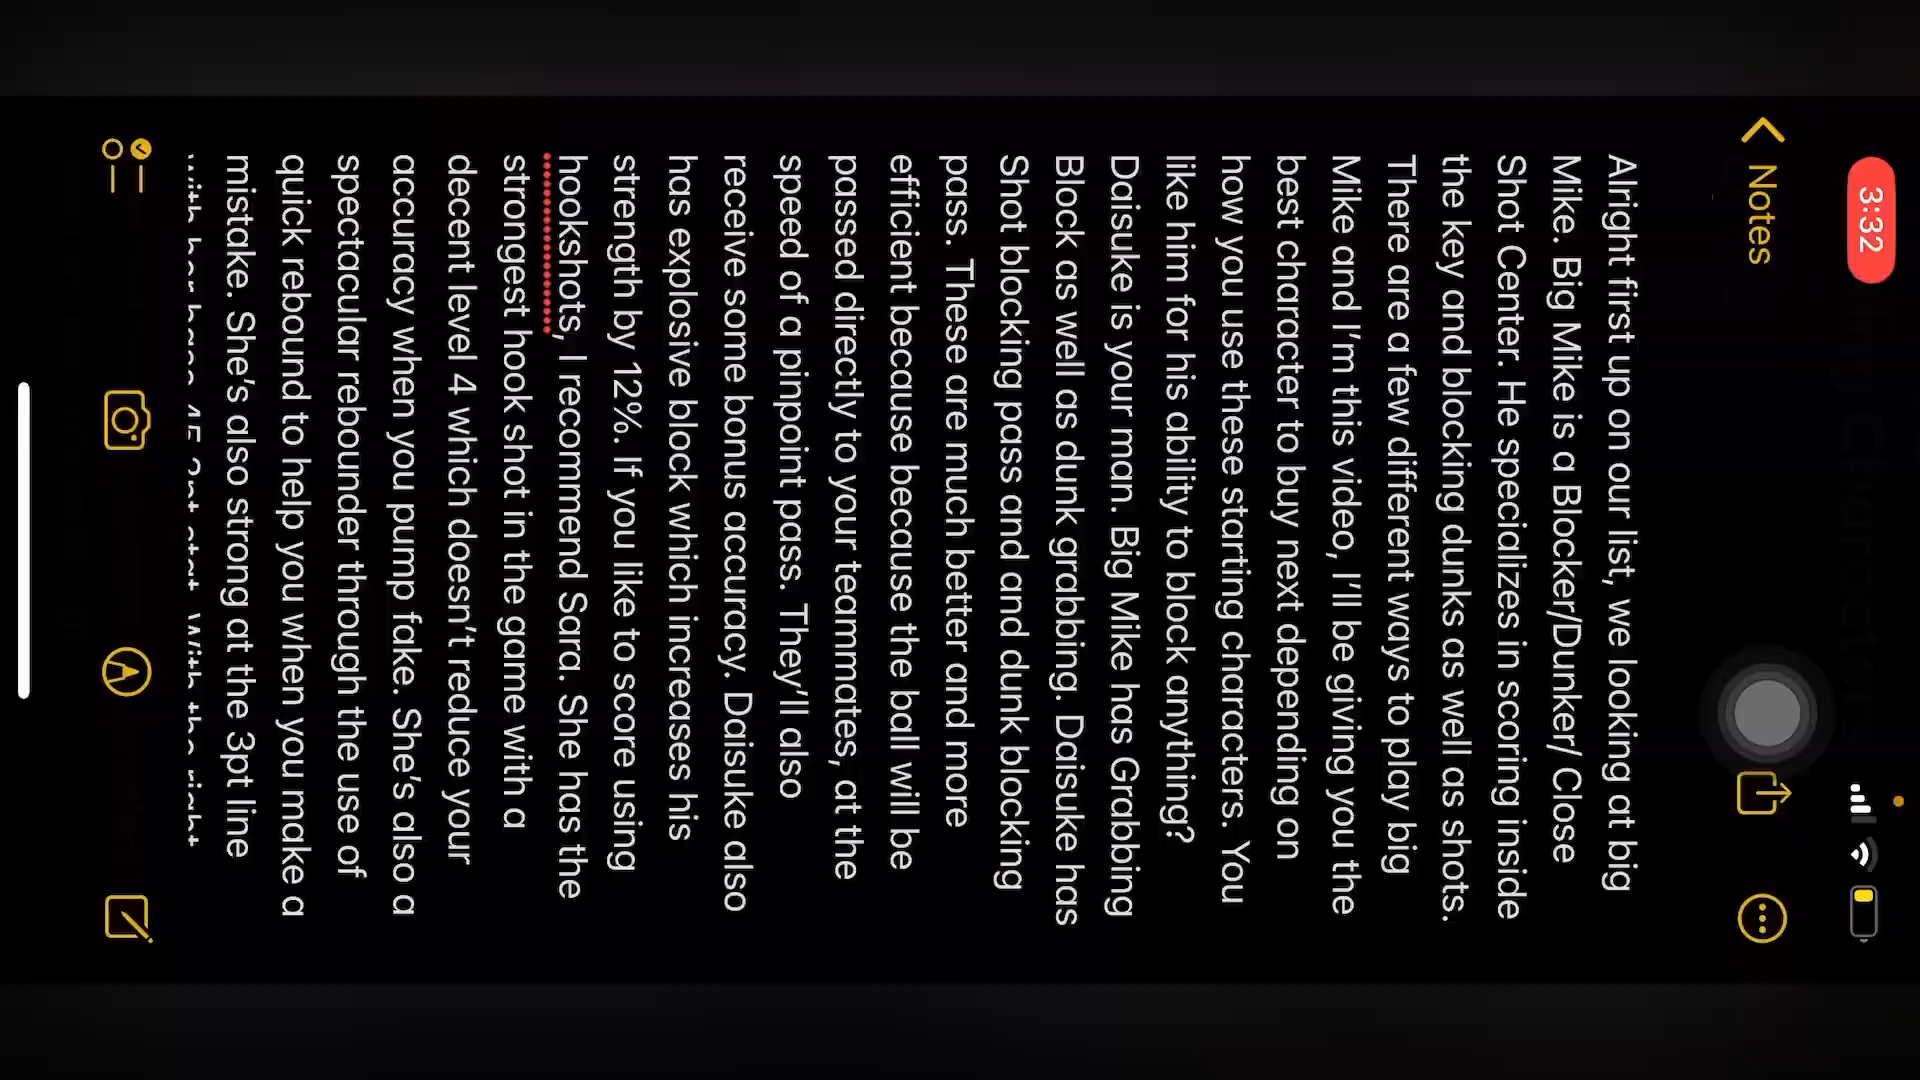 3:32
Notes
Alright first up on our list, we looking at big
Mike. Big Mike is a Blocker/Dunker/ Close
Shot Center. He specializes in scoring inside
the key and blocking dunks as well as shots.
There are a few different ways to play big
Mike and I'm this video, I'll be giving you the
best character to buy next depending on
how you use these starting characters. You
like him for his ability to block anything?
Daisuke is your man. Big Mike has Grabbing
Block as well as dunk grabbing. Daisuke has
Shot blocking pass and and dunk blocking
pass. These are much better and more
efficient because because the ball will be
passed directly to your teammates, at the
speed of a pinpoint pass. They'll also
receive some bonus accuracy. Daisuke also
has explosive block which increases his
strength by 12%. If you like to score using
hookshots, I recommend Sara. She has the
strongest hook shot in the game with a
decent level 4 which doesn't reduce your
accuracy when you pump fake. She's also a
spectacular rebounder through the use of
quick rebound to help you when you make a
mistake. She's also strong at the 3pt line